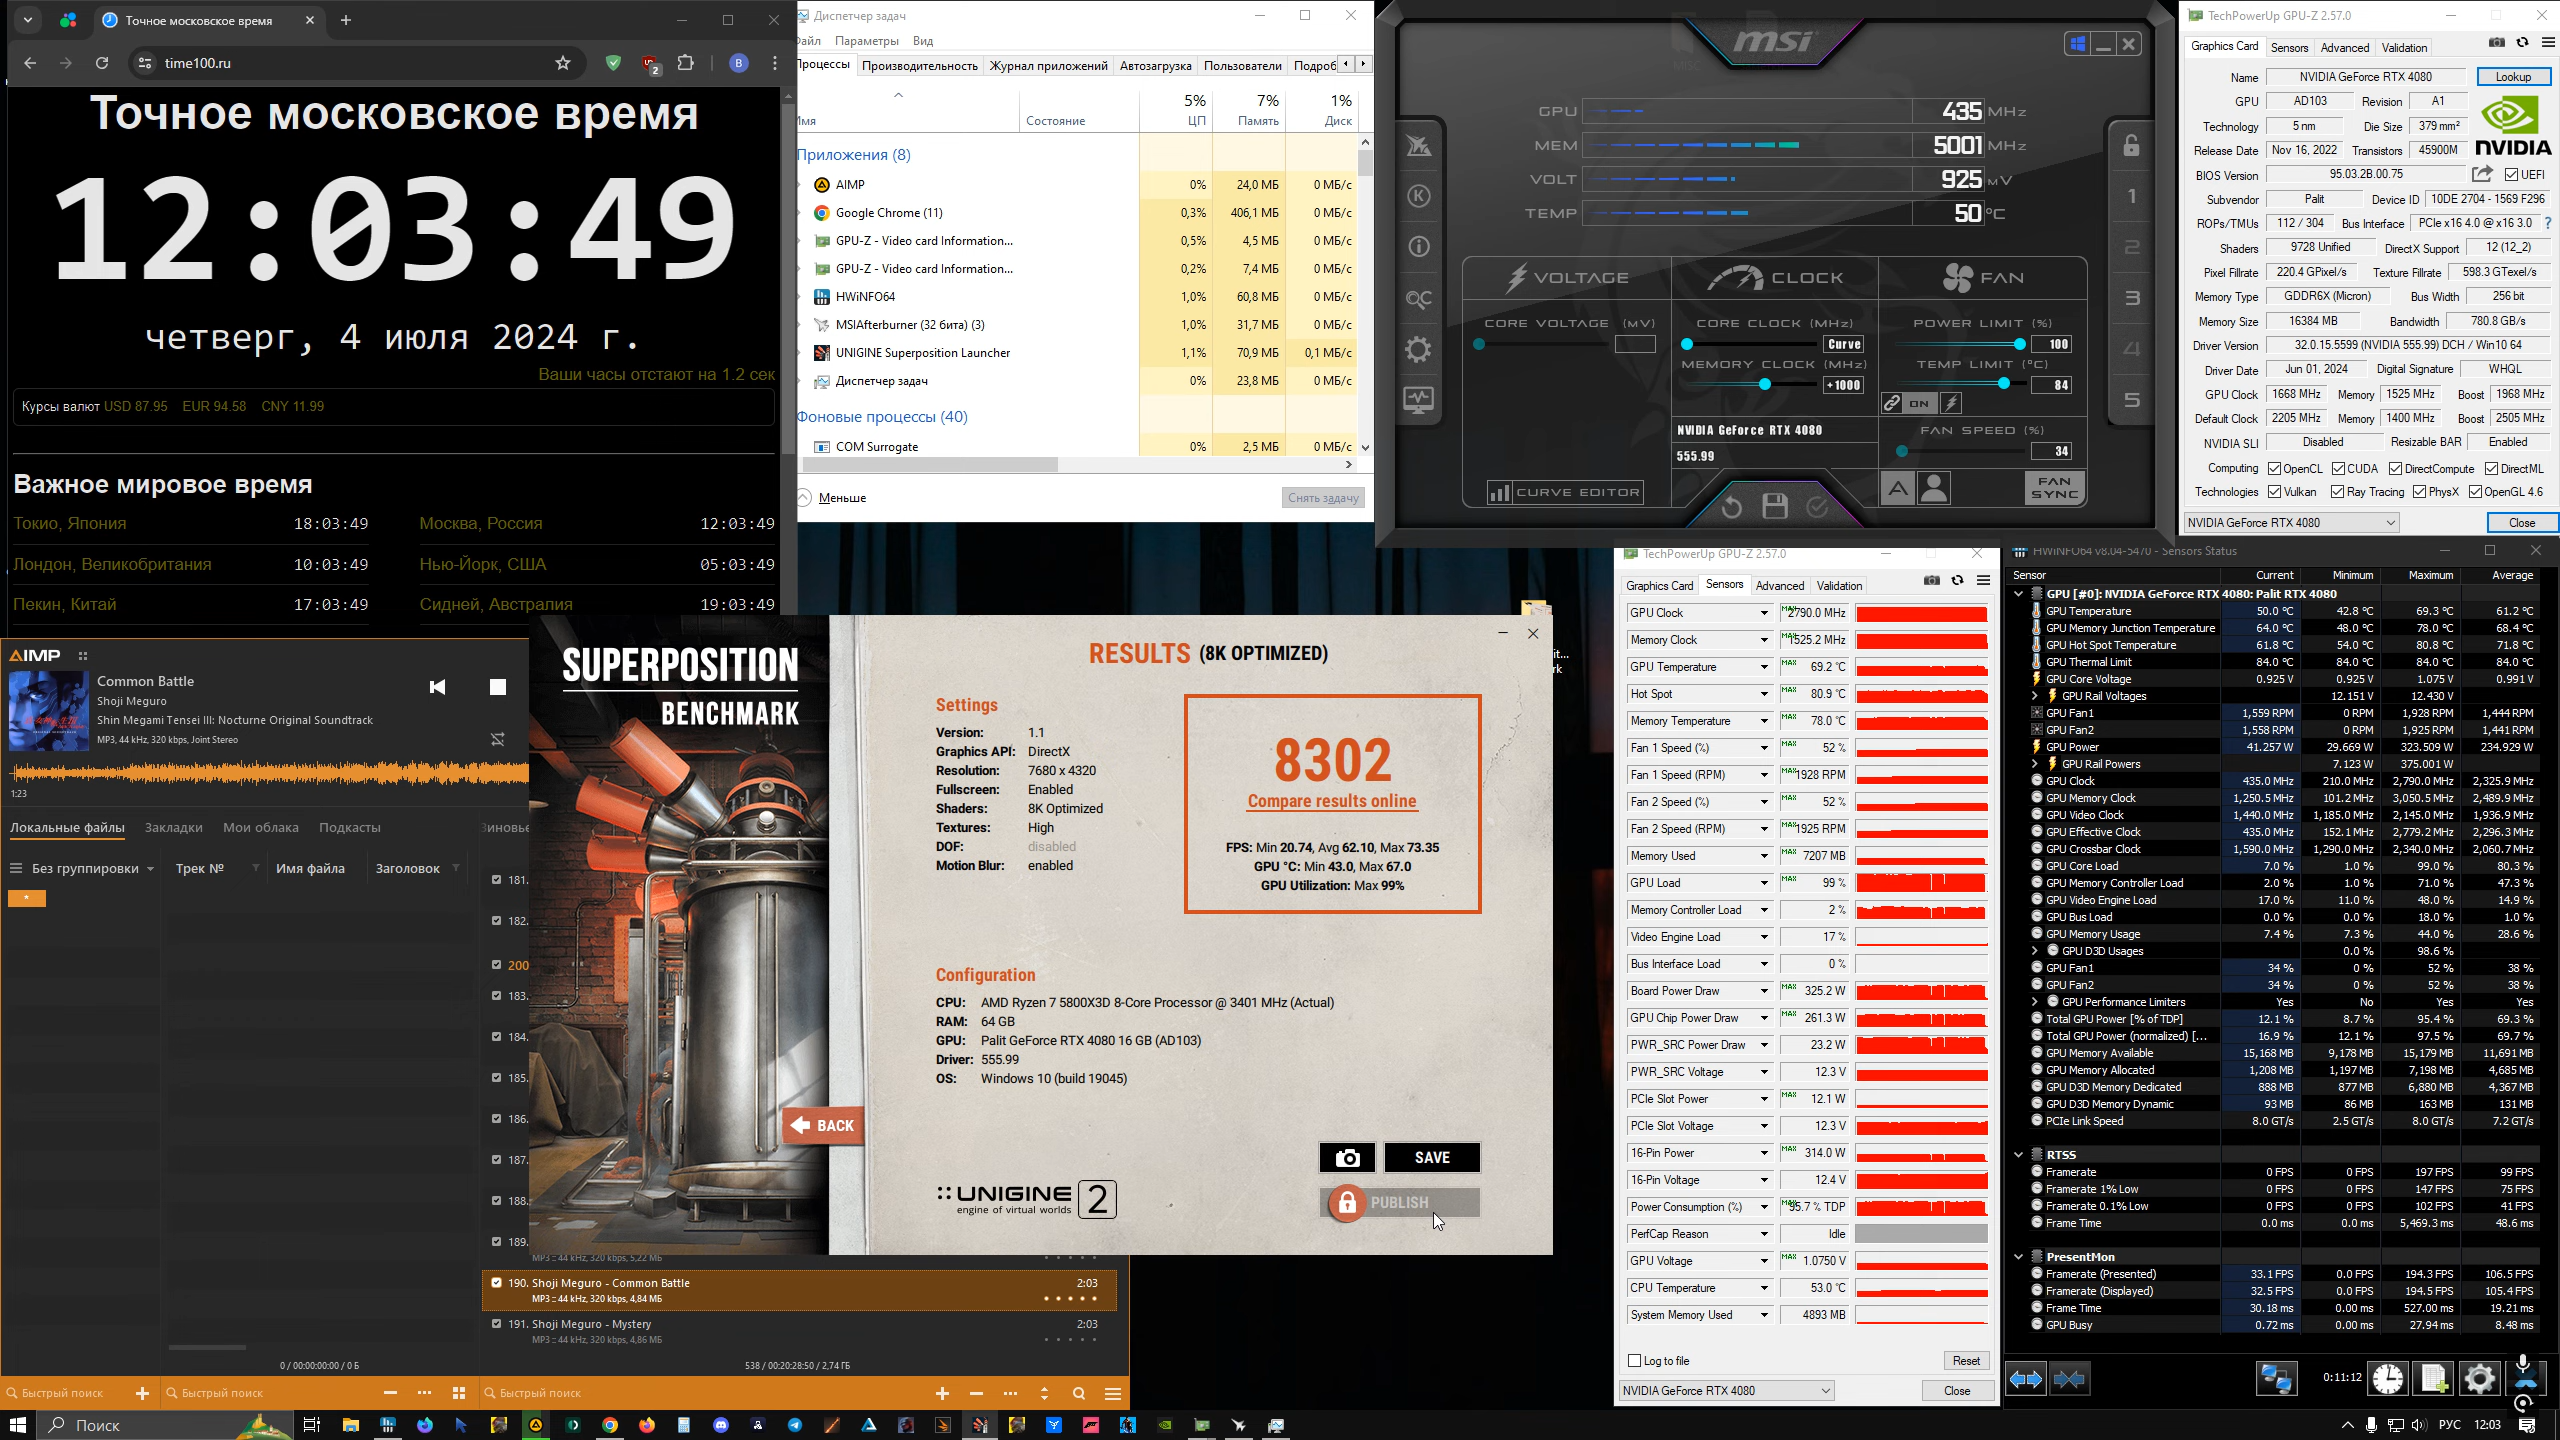 Точное московское время
time100.ru
2
B
Точное московское время
12:03:49
четверг, 4 июля 2024 г.
Ваши часы отстают на 1.2 сек
Курсы валют USD 87.95 EUR 94.58 CNY 11.99
Важное мировое время
Токио, Япония 18:03:49 Москва, Россия 12:03:49
Лондон, Великобритания 10:03:49 Нью-Йорк, США 05:03:49
Пекин, Китай 17:03:49 Сидней, Австралия 19:03:49
Диспетчер задач
Файл Параметры Вид
Процессы Производительность Журнал приложений Автозагрузка Пользователи Подроб
5% 7% 1%
Имя Состояние ЦП Память Диск
Приложения (8)
AIMP 0% 24,0 МБ 0 МБ/с
Google Chrome (11) 0,3% 406,1 МБ 0 МБ/с
GPU-Z - Video card Information... 0,5% 4,5 МБ 0 МБ/с
GPU-Z - Video card Information... 0,2% 7,4 МБ 0 МБ/с
HWiNFO64 1,0% 60,8 МБ 0 МБ/с
MSIAfterburner (32 бита) (3) 1,0% 31,7 МБ 0 МБ/с
UNIGINE Superposition Launcher 1,1% 70,9 МБ 0,1 МБ/с
Диспетчер задач 0% 23,8 МБ 0 МБ/с
Фоновые процессы (40)
COM Surrogate 0% 2,5 МБ 0 МБ/с
Меньше Снять задачу
msi
GPU 435 MHz
MEM 5001 MHz
VOLT 925 mV
TEMP 50 °C
K
OC
1
2
3
4
5
VOLTAGE CLOCK FAN
CORE VOLTAGE (MV) CORE CLOCK (MHz) POWER LIMIT (%)
Curve 100
MEMORY CLOCK (MHz) TEMP LIMIT (°C)
+1000 84
ON
NVIDIA GeForce RTX 4080 FAN SPEED (%)
555.99 34
CURVE EDITOR A FAN SYNC
TechPowerUp GPU-Z 2.57.0
Graphics Card Sensors Advanced Validation
Name NVIDIA GeForce RTX 4080 Lookup
GPU AD103 Revision A1
Technology 5 nm Die Size 379 mm²
Release Date Nov 16, 2022 Transistors 45900M
NVIDIA
BIOS Version 95.03.2B.00.75 UEFI
Subvendor Palit Device ID 10DE 2704 - 1569 F296
ROPs/TMUs 112 / 304 Bus Interface PCIe x16 4.0 @ x16 3.0 ?
Shaders 9728 Unified DirectX Support 12 (12_2)
Pixel Fillrate 220.4 GPixel/s Texture Fillrate 598.3 GTexel/s
Memory Type GDDR6X (Micron) Bus Width 256 bit
Memory Size 16384 MB Bandwidth 780.8 GB/s
Driver Version 32.0.15.5599 (NVIDIA 555.99) DCH / Win10 64
Driver Date Jun 01, 2024 Digital Signature WHQL
GPU Clock 1668 MHz Memory 1525 MHz Boost 1968 MHz
Default Clock 2205 MHz Memory 1400 MHz Boost 2505 MHz
NVIDIA SLI Disabled Resizable BAR Enabled
Computing OpenCL CUDA DirectCompute DirectML
Technologies Vulkan Ray Tracing PhysX OpenGL 4.6
NVIDIA GeForce RTX 4080 Close
AIMP
Common Battle
Shoji Meguro
Shin Megami Tensei III: Nocturne Original Soundtrack
MP3, 44 kHz, 320 kbps, Joint Stereo
1:23
Локальные файлы Закладки Мои облака Подкасты
Без группировки Трек № Имя файла Заголовок
*
181.
182.
200
183.
184.
185.
186.
187.
188.
189.
MP3 :: 44 kHz, 320 kbps, 5,22 МБ
190. Shoji Meguro - Common Battle 2:03
MP3 :: 44 kHz, 320 kbps, 4,84 МБ
191. Shoji Meguro - Mystery 2:03
MP3 :: 44 kHz, 320 kbps, 4,86 МБ
0 / 00:00:00:00 / 0 Б 538 / 00:20:28:50 / 2,74 ГБ
Быстрый поиск Быстрый поиск Быстрый поиск
SUPERPOSITION
BENCHMARK
RESULTS (8K OPTIMIZED)
Settings
Version: 1.1
Graphics API: DirectX
Resolution: 7680 x 4320
Fullscreen: Enabled
Shaders: 8K Optimized
Textures: High
DOF: disabled
Motion Blur: enabled
8302
Compare results online
FPS: Min 20.74, Avg 62.10, Max 73.35
GPU °C: Min 43.0, Max 67.0
GPU Utilization: Max 99%
Configuration
CPU: AMD Ryzen 7 5800X3D 8-Core Processor @ 3401 MHz (Actual)
RAM: 64 GB
GPU: Palit GeForce RTX 4080 16 GB (AD103)
Driver: 555.99
OS: Windows 10 (build 19045)
BACK
SAVE
UNIGINE 2
engine of virtual worlds
PUBLISH
TechPowerUp GPU-Z 2.57.0
Graphics Card Sensors Advanced Validation
GPU Clock MAX 2790.0 MHz
Memory Clock MAX 1525.2 MHz
GPU Temperature MAX 69.2 °C
Hot Spot MAX 80.9 °C
Memory Temperature MAX 78.0 °C
Fan 1 Speed (%) MAX 52 %
Fan 1 Speed (RPM) MAX 1928 RPM
Fan 2 Speed (%) MAX 52 %
Fan 2 Speed (RPM) MAX 1925 RPM
Memory Used MAX 7207 MB
GPU Load MAX 99 %
Memory Controller Load 2 %
Video Engine Load 17 %
Bus Interface Load 0 %
Board Power Draw MAX 325.2 W
GPU Chip Power Draw MAX 261.3 W
PWR_SRC Power Draw MAX 23.2 W
PWR_SRC Voltage MAX 12.3 V
PCIe Slot Power MAX 12.1 W
PCIe Slot Voltage MAX 12.3 V
16-Pin Power MAX 314.0 W
16-Pin Voltage MAX 12.4 V
Power Consumption (%) MAX 95.7 % TDP
PerfCap Reason Idle
GPU Voltage MAX 1.0750 V
CPU Temperature MAX 53.0 °C
System Memory Used MAX 4893 MB
Log to file Reset
NVIDIA GeForce RTX 4080 Close
HWiNFO64 v8.04-5470 - Sensors Status
Sensor Current Minimum Maximum Average
GPU [#0]: NVIDIA GeForce RTX 4080: Palit RTX 4080
GPU Temperature 50.0 °C 42.8 °C 69.3 °C 61.2 °C
GPU Memory Junction Temperature 64.0 °C 48.0 °C 78.0 °C 68.4 °C
GPU Hot Spot Temperature 61.8 °C 54.0 °C 80.8 °C 71.8 °C
GPU Thermal Limit 84.0 °C 84.0 °C 84.0 °C 84.0 °C
GPU Core Voltage 0.925 V 0.925 V 1.075 V 0.991 V
GPU Rail Voltages 12.151 V 12.430 V
GPU Fan1 1,559 RPM 0 RPM 1,928 RPM 1,444 RPM
GPU Fan2 1,558 RPM 0 RPM 1,925 RPM 1,441 RPM
GPU Power 41.257 W 29.669 W 323.509 W 234.929 W
GPU Rail Powers 7.123 W 375.001 W
GPU Clock 435.0 MHz 210.0 MHz 2,790.0 MHz 2,325.9 MHz
GPU Memory Clock 1,250.5 MHz 101.2 MHz 3,050.5 MHz 2,489.9 MHz
GPU Video Clock 1,440.0 MHz 1,185.0 MHz 2,145.0 MHz 1,936.9 MHz
GPU Effective Clock 435.0 MHz 152.1 MHz 2,779.2 MHz 2,296.3 MHz
GPU Crossbar Clock 1,590.0 MHz 1,290.0 MHz 2,340.0 MHz 2,060.7 MHz
GPU Core Load 7.0 % 1.0 % 99.0 % 80.3 %
GPU Memory Controller Load 2.0 % 1.0 % 71.0 % 47.3 %
GPU Video Engine Load 17.0 % 11.0 % 48.0 % 14.9 %
GPU Bus Load 0.0 % 0.0 % 18.0 % 1.0 %
GPU Memory Usage 7.4 % 7.3 % 44.0 % 28.6 %
GPU D3D Usages 0.0 % 98.6 %
GPU Fan1 34 % 0 % 52 % 38 %
GPU Fan2 34 % 0 % 52 % 38 %
GPU Performance Limiters Yes No Yes Yes
Total GPU Power [% of TDP] 12.1 % 8.7 % 95.4 % 69.3 %
Total GPU Power (normalized) [... 16.9 % 12.1 % 97.5 % 69.7 %
GPU Memory Available 15,168 MB 9,178 MB 15,179 MB 11,691 MB
GPU Memory Allocated 1,208 MB 1,197 MB 7,198 MB 4,685 MB
GPU D3D Memory Dedicated 888 MB 877 MB 6,880 MB 4,367 MB
GPU D3D Memory Dynamic 93 MB 86 MB 163 MB 131 MB
PCIe Link Speed 8.0 GT/s 2.5 GT/s 8.0 GT/s 7.2 GT/s
RTSS
Framerate 0 FPS 0 FPS 197 FPS 99 FPS
Framerate 1% Low 0 FPS 0 FPS 147 FPS 75 FPS
Framerate 0.1% Low 0 FPS 0 FPS 102 FPS 41 FPS
Frame Time 0.0 ms 0.0 ms 5,469.3 ms 48.6 ms
PresentMon
Framerate (Presented) 33.1 FPS 0.0 FPS 194.3 FPS 106.5 FPS
Framerate (Displayed) 32.5 FPS 0.0 FPS 194.5 FPS 105.4 FPS
Frame Time 30.18 ms 0.00 ms 527.00 ms 19.21 ms
GPU Busy 0.72 ms 0.00 ms 27.94 ms 8.48 ms
0:11:12
Поиск
РУС 12:03